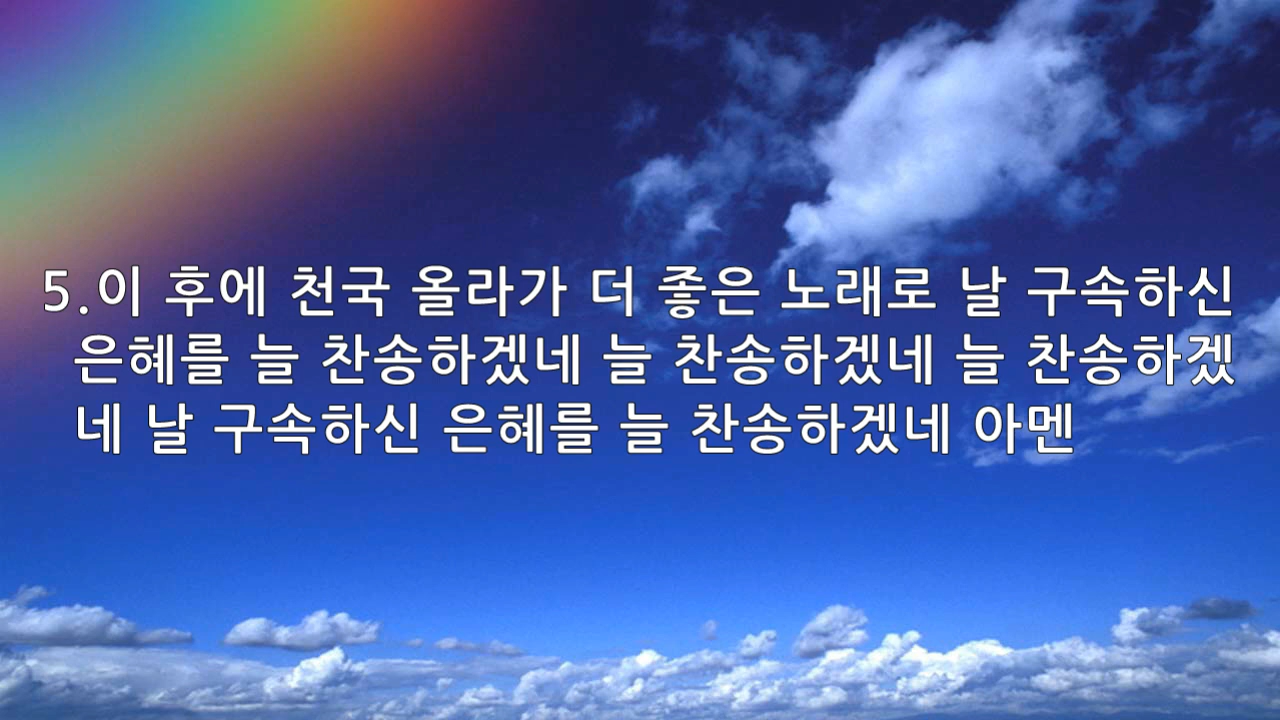 5.이 후에 천국 올라가 더 좋은 노래로 날 구속하신
은혜를 늘 찬송하겠네 늘 찬송하겠네 늘 찬송하겠
네 날 구속하신 은혜를 늘 찬송하겠네 아멘